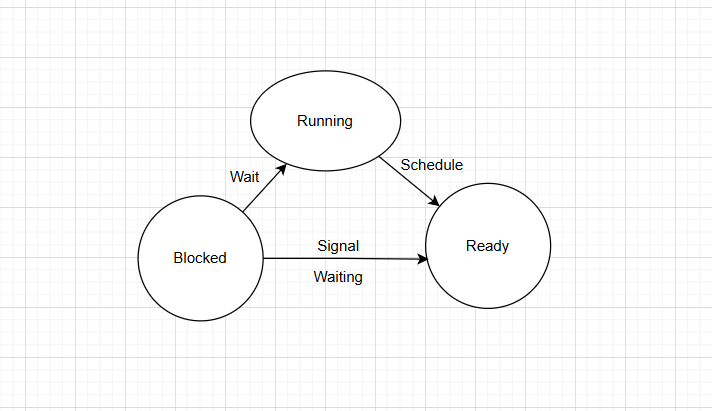 Running
Schedule
Wait
Signal
Ready
Blocked
Waiting